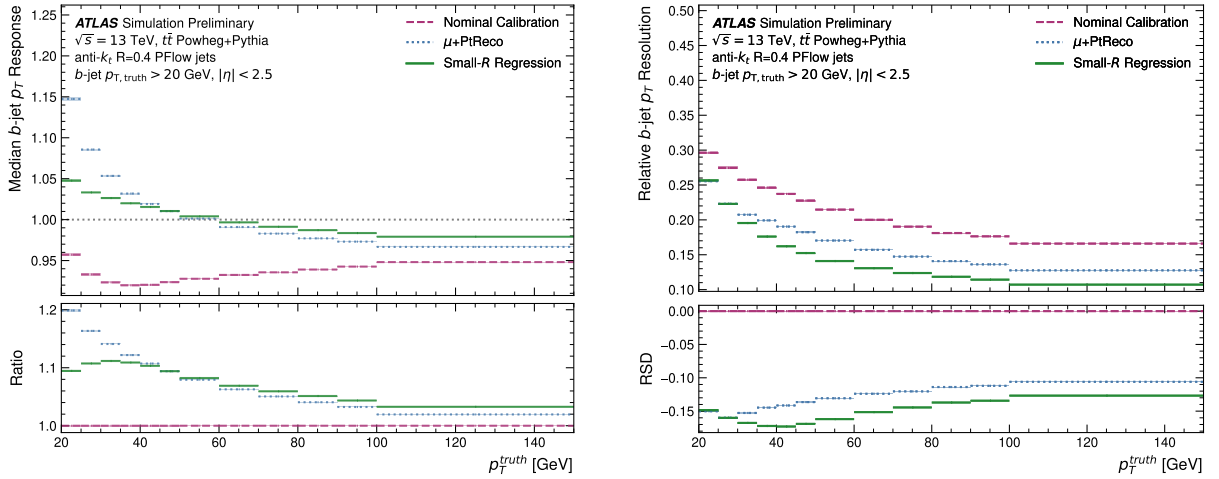 ATLAS Simulation Preliminary
√s = 13 TeV, tt̄ Powheg+Pythia
anti-kt R=0.4 PFlow jets
b-jet pT, truth > 20 GeV, |η| < 2.5
Nominal Calibration
μ+PtReco
Small-R Regression
Median b-jet pT Response
1.25
1.20
1.15
1.10
1.05
1.00
0.95
Ratio
1.2
1.1
1.0
20 40 60 80 100 120 140
pT^truth [GeV]
ATLAS Simulation Preliminary
√s = 13 TeV, tt̄ Powheg+Pythia
anti-kt R=0.4 PFlow jets
b-jet pT, truth > 20 GeV, |η| < 2.5
Nominal Calibration
μ+PtReco
Small-R Regression
Relative b-jet pT Resolution
0.50
0.45
0.40
0.35
0.30
0.25
0.20
0.15
0.10
RSD
0.00
−0.05
−0.10
−0.15
20 40 60 80 100 120 140
pT^truth [GeV]